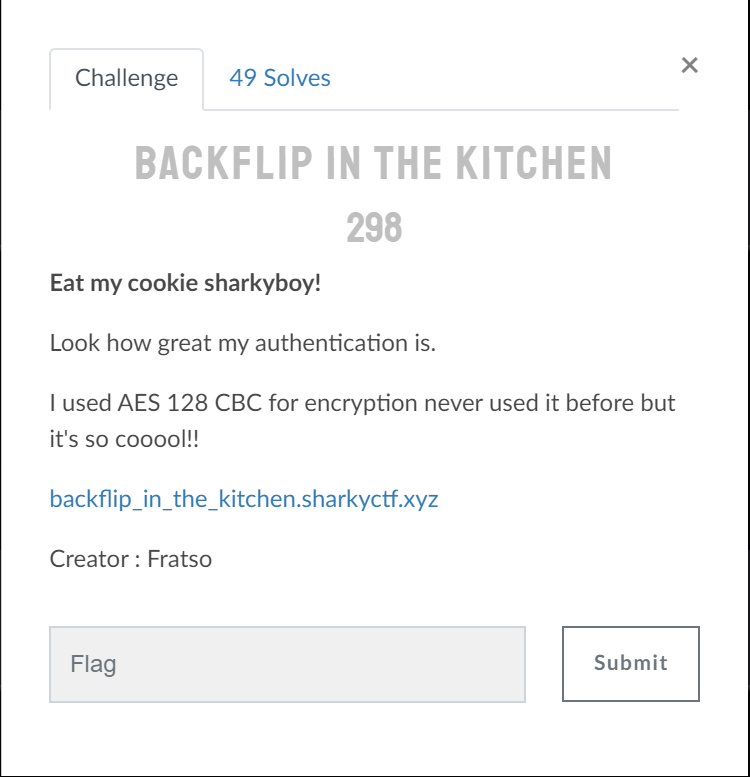 Challenge
49 Solves
×
BACKFLIP IN THE KITCHEN
298
Eat my cookie sharkyboy!
Look how great my authentication is.
I used AES 128 CBC for encryption never used it before but
it's so cooool!!
backflip_in_the_kitchen.sharkyctf.xyz
Creator : Fratso
Flag
Submit